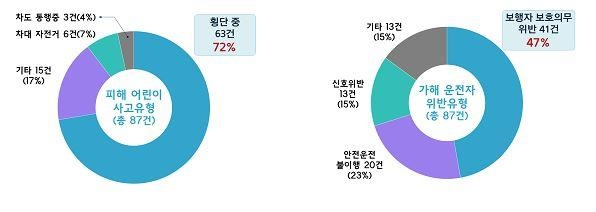 차도 통행중 3건(4%)
차대 자전거 6건(7%)
기타 15건
(17%)
횡단 중
63건
72%
피해 어린이
사고유형
(총 87건)
기타 13건
(15%)
신호위반
13건
(15%)
안전운전
불이행 20건
(23%)
보행자 보호의무
위반 41건
47%
가해 운전자
위반유형
(총 87건)